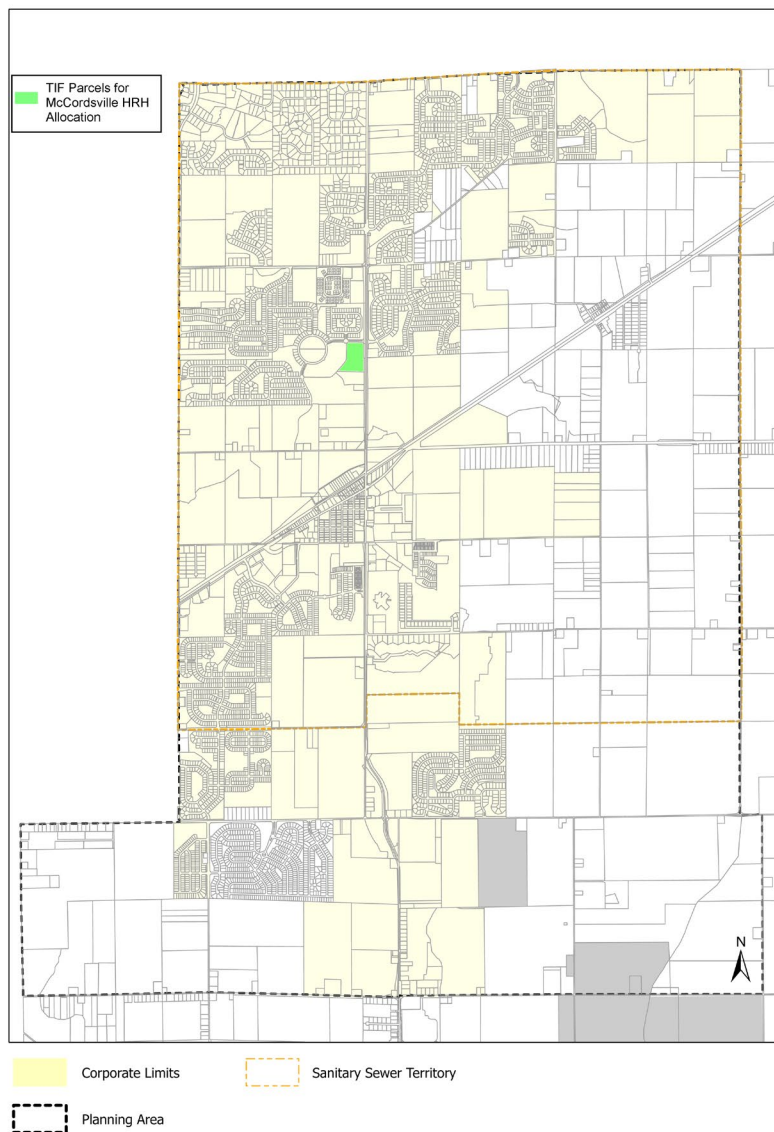 TIF Parcels for
McCordsville HRH
Allocation
N
Corporate Limits
Sanitary Sewer Territory
Planning Area